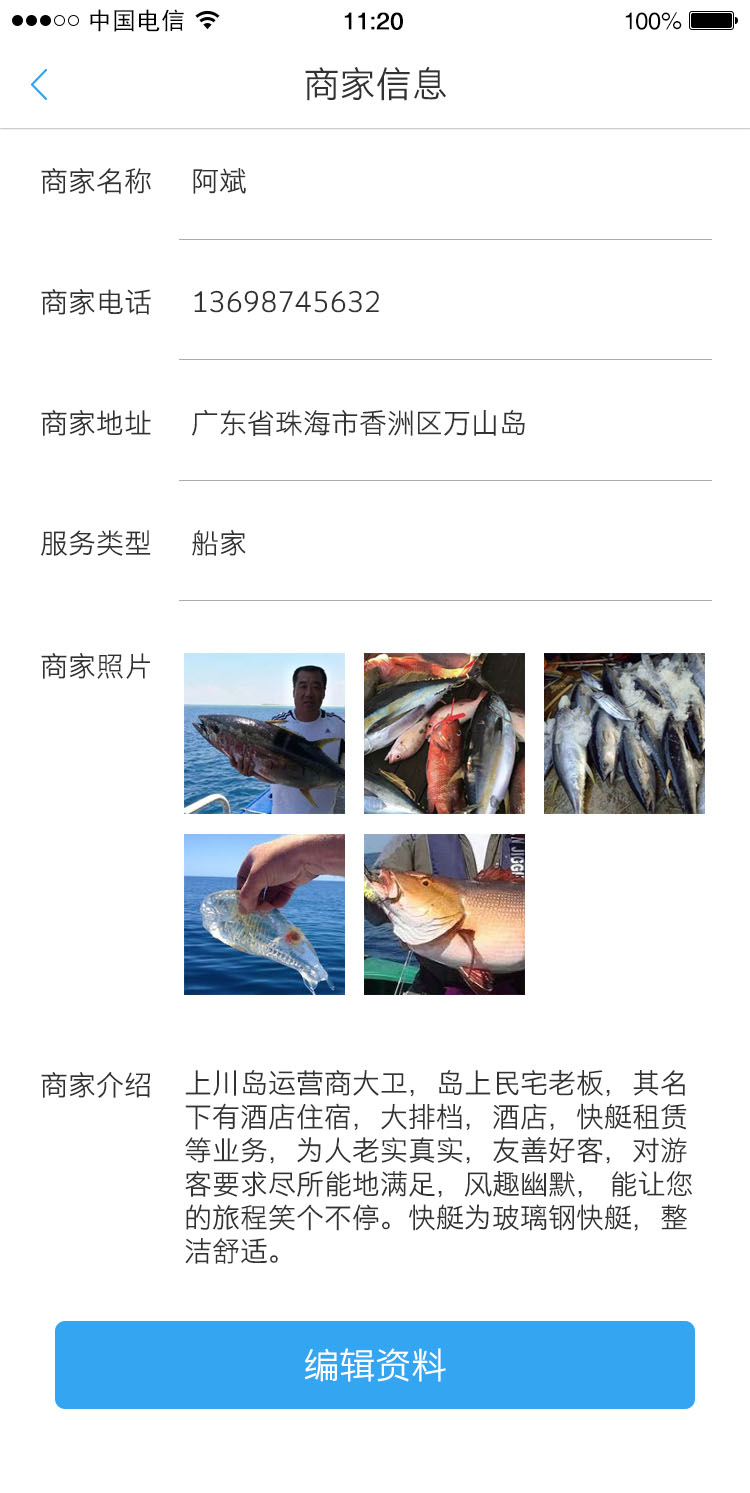 中国电信 11:20 100%
商家信息
商家名称 阿斌
商家电话 13698745632
商家地址 广东省珠海市香洲区万山岛
服务类型 船家
商家照片
商家介绍 上川岛运营商大卫，岛上民宅老板，其名
下有酒店住宿，大排档，酒店，快艇租赁
等业务，为人老实真实，友善好客，对游
客要求尽所能地满足，风趣幽默， 能让您
的旅程笑个不停。快艇为玻璃钢快艇，整
洁舒适。
编辑资料